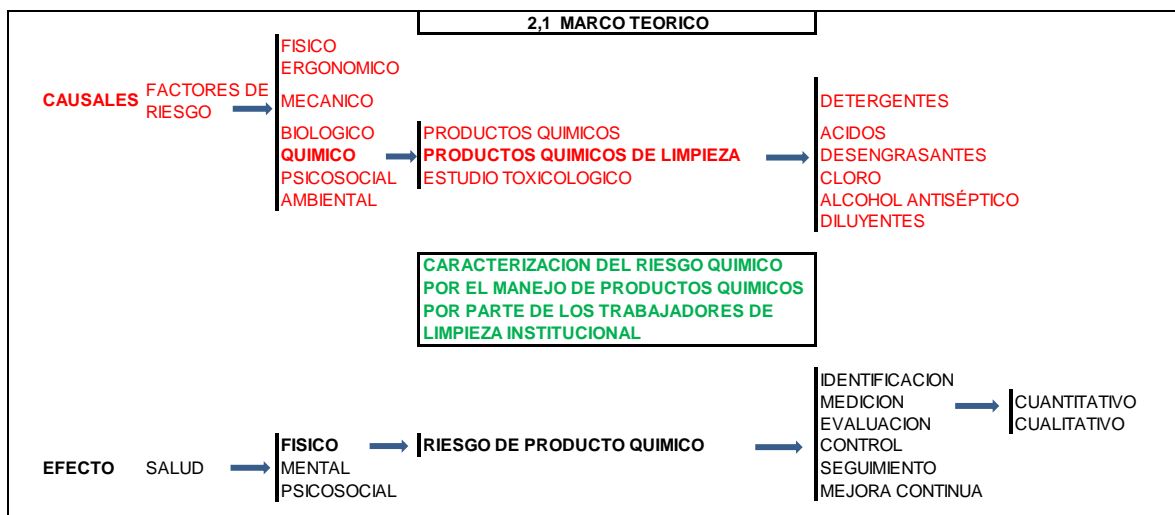 2,1 MARCO TEORICO
FISICO
ERGONOMICO
CAUSALES FACTORES DE RIESGO
MECANICO
DETERGENTES
BIOLOGICO
PRODUCTOS QUIMICOS
ACIDOS
QUIMICO
PRODUCTOS QUIMICOS DE LIMPIEZA
DESENGRASANTES
PSICOSOCIAL
ESTUDIO TOXICOLOGICO
CLORO
AMBIENTAL
ALCOHOL ANTISÉPTICO
DILUYENTES
CARACTERIZACION DEL RIESGO QUIMICO
POR EL MANEJO DE PRODUCTOS QUIMICOS
POR PARTE DE LOS TRABAJADORES DE
LIMPIEZA INSTITUCIONAL
IDENTIFICACION
MEDICION
CUANTITATIVO
EVALUACION
CUALITATIVO
FISICO
RIESGO DE PRODUCTO QUIMICO
CONTROL
EFECTO SALUD
MENTAL
SEGUIMIENTO
PSICOSOCIAL
MEJORA CONTINUA